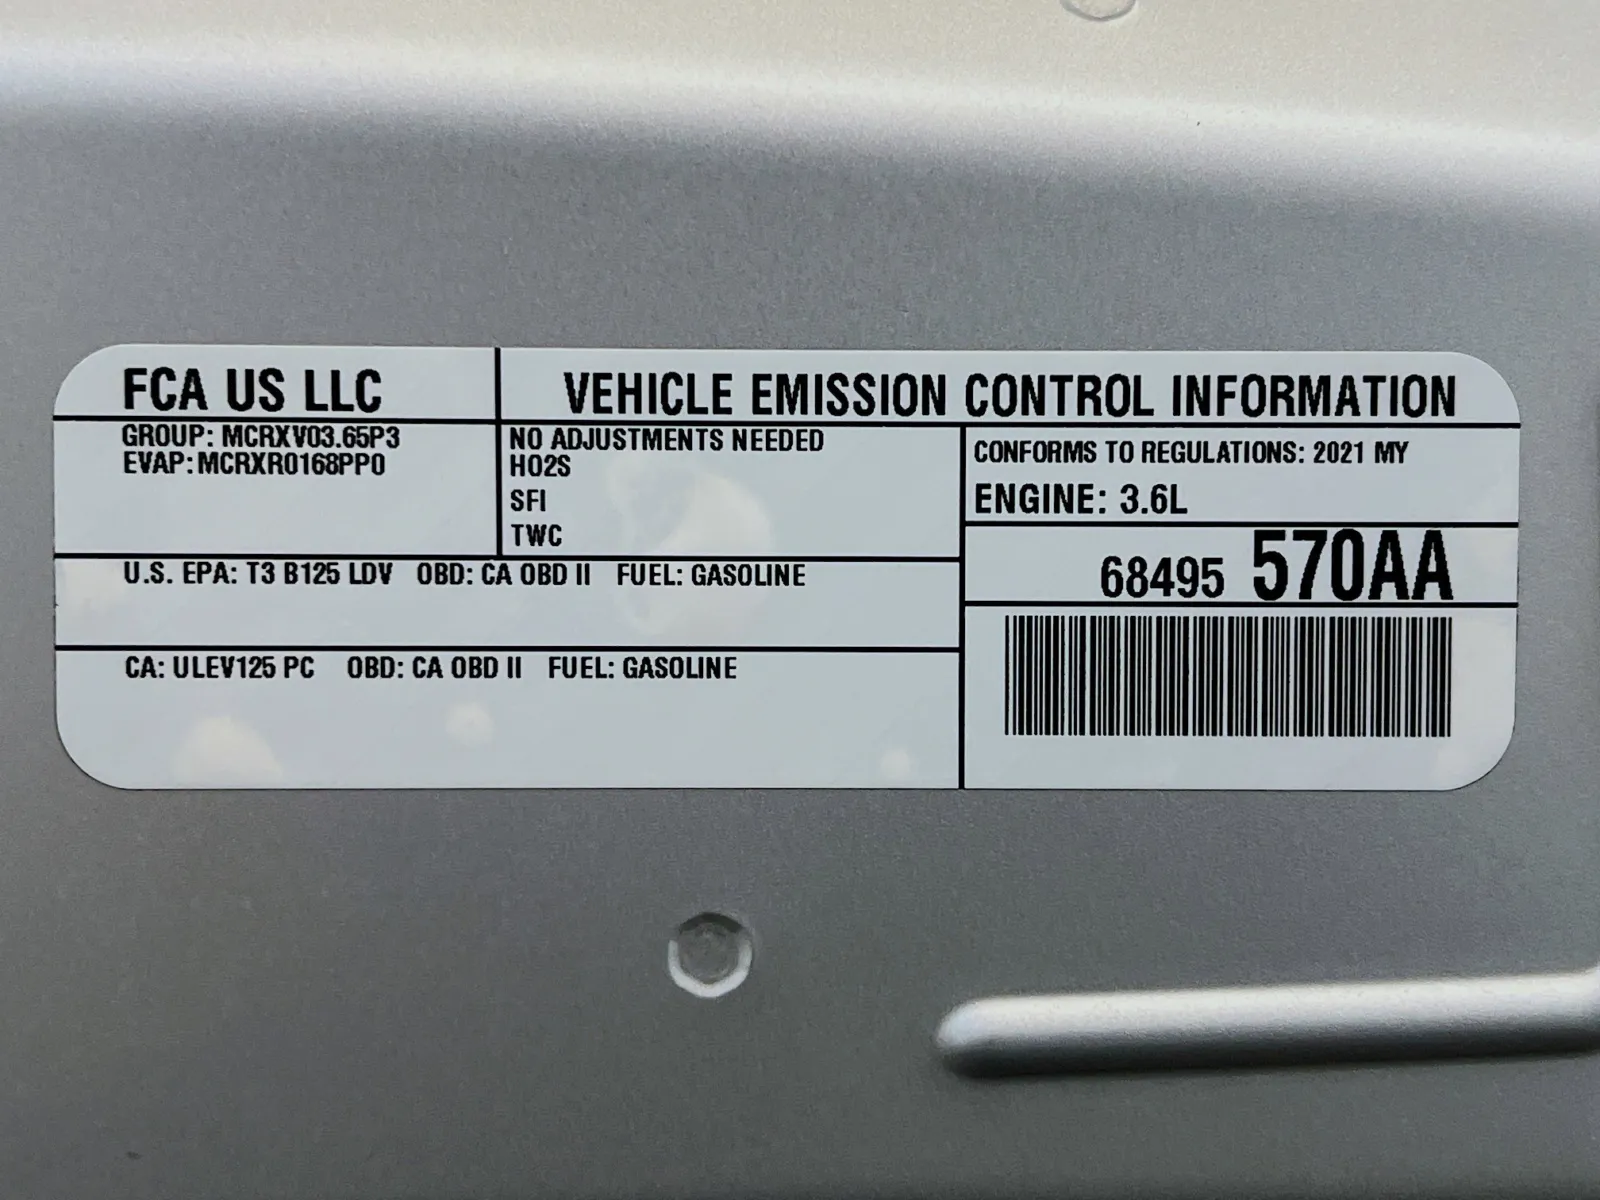 FCA US LLC
VEHICLE EMISSION CONTROL INFORMATION
GROUP: MCRXV03.65P3
EVAP: MCRXR0168PP0
NO ADJUSTMENTS NEEDED
HO2S
SFI
TWC
CONFORMS TO REGULATIONS: 2021 MY
ENGINE: 3.6L
68495 570AA
U.S. EPA: T3 B125 LDV OBD: CA OBD II FUEL: GASOLINE
CA: ULEV125 PC OBD: CA OBD II FUEL: GASOLINE